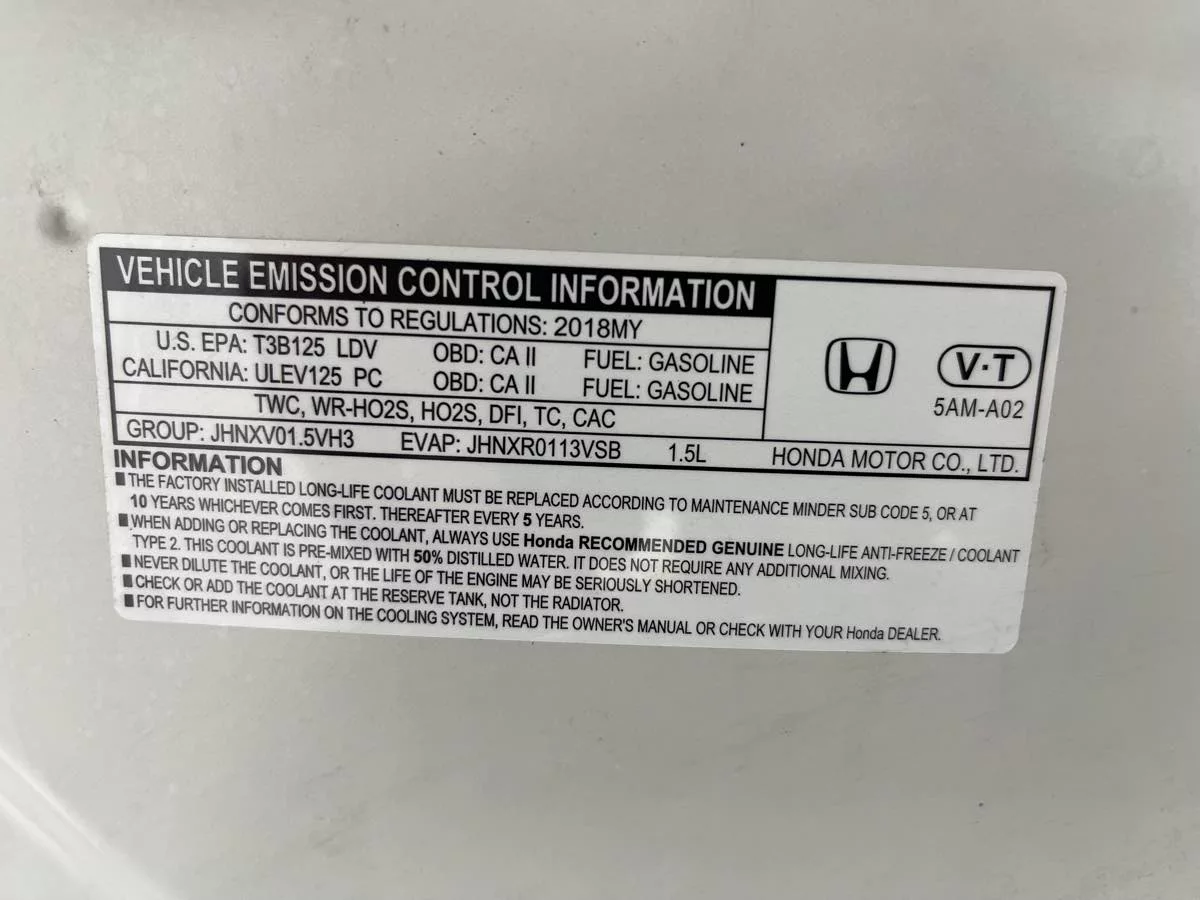 VEHICLE EMISSION CONTROL INFORMATION
CONFORMS TO REGULATIONS: 2018MY
U.S. EPA: T3B125 LDV OBD: CA II FUEL: GASOLINE
CALIFORNIA: ULEV125 PC OBD: CA II FUEL: GASOLINE
TWC, WR-HO2S, HO2S, DFI, TC, CAC
V·T
5AM-A02
GROUP: JHNXV01.5VH3 EVAP: JHNXR0113VSB 1.5L HONDA MOTOR CO., LTD.
INFORMATION
■ THE FACTORY INSTALLED LONG-LIFE COOLANT MUST BE REPLACED ACCORDING TO MAINTENANCE MINDER SUB CODE 5, OR AT
10 YEARS WHICHEVER COMES FIRST. THEREAFTER EVERY 5 YEARS.
■ WHEN ADDING OR REPLACING THE COOLANT, ALWAYS USE Honda RECOMMENDED GENUINE LONG-LIFE ANTI-FREEZE / COOLANT
TYPE 2. THIS COOLANT IS PRE-MIXED WITH 50% DISTILLED WATER. IT DOES NOT REQUIRE ANY ADDITIONAL MIXING.
■ NEVER DILUTE THE COOLANT, OR THE LIFE OF THE ENGINE MAY BE SERIOUSLY SHORTENED.
■ CHECK OR ADD THE COOLANT AT THE RESERVE TANK, NOT THE RADIATOR.
■ FOR FURTHER INFORMATION ON THE COOLING SYSTEM, READ THE OWNER'S MANUAL OR CHECK WITH YOUR Honda DEALER.